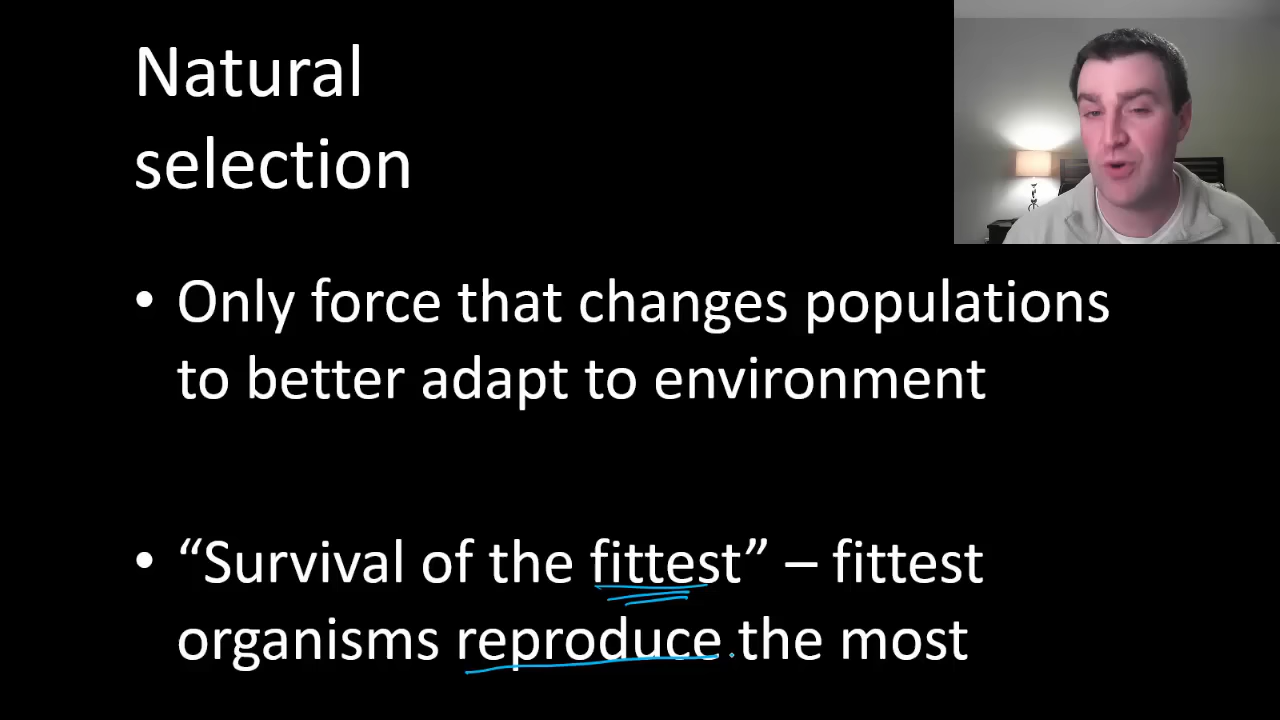 Natural
selection
• Only force that changes populations
to better adapt to environment
• “Survival of the fittest” – fittest
organisms reproduce the most